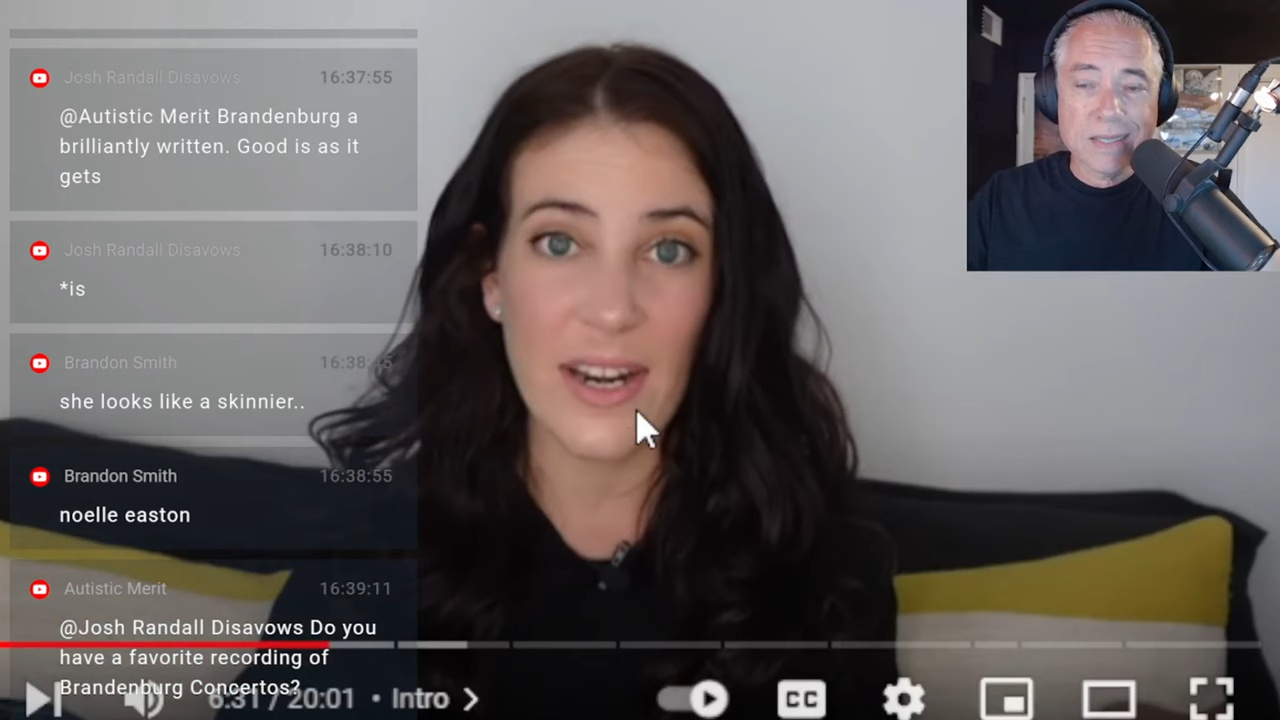 Josh Randall Disavows 16:37:55
@Autistic Merit Brandenburg a
brilliantly written. Good is as it
gets
Josh Randall Disavows 16:38:10
*is
Brandon Smith 16:38:45
she looks like a skinnier..
Brandon Smith 16:38:55
noelle easton
Autistic Merit 16:39:11
@Josh Randall Disavows Do you
have a favorite recording of
Brandenburg Concertos?
6:31 / 20:01 • Intro
CC